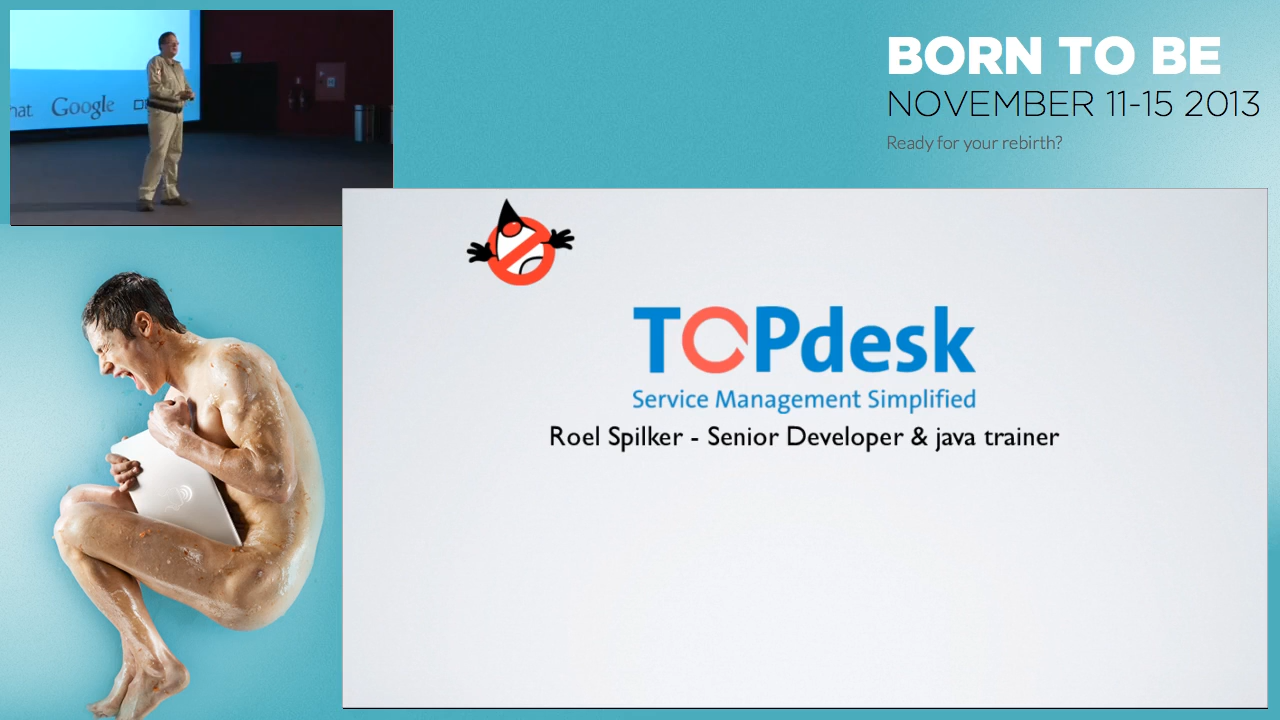 BORN TO BE
NOVEMBER 11-15 2013
Ready for your rebirth?
hat. Google
TOPdesk
Service Management Simplified
Roel Spilker - Senior Developer & java trainer